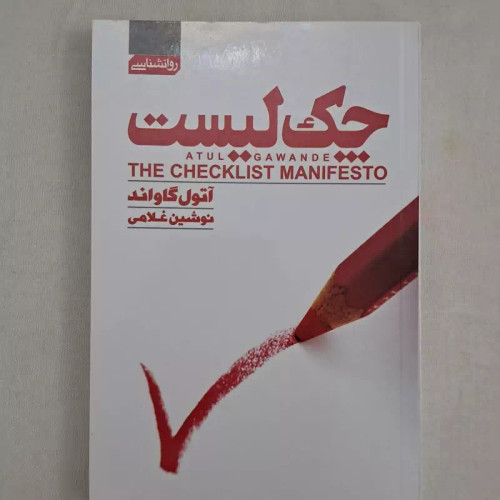 روانشناسی
چک لیست
ATUL GAWANDE
THE CHECKLIST MANIFESTO
آتول گاواند
نوشین غلامی